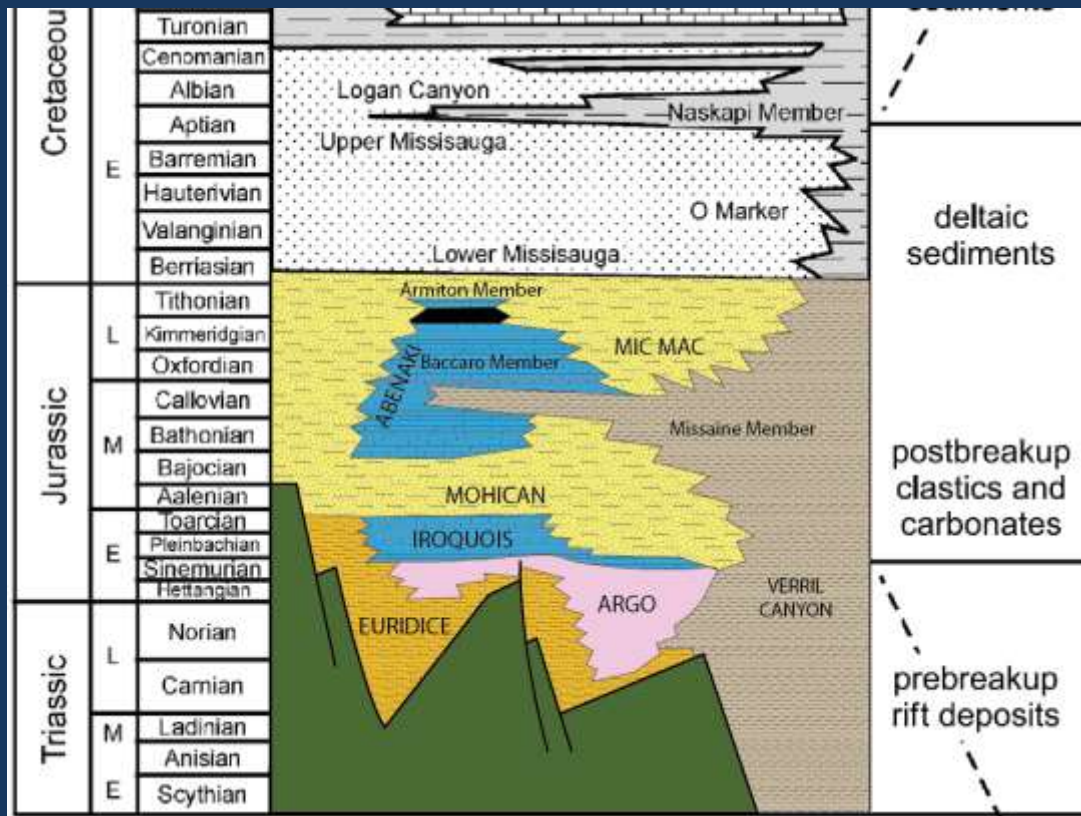 Cretaceous
E
Turonian
Cenomanian
Albian
Aptian
Barremian
Hauterivian
Valanginian
Berriasian
Jurassic
L
M
E
Tithonian
Kimmeridgian
Oxfordian
Callovian
Bathonian
Bajocian
Aalenian
Toarcian
Pleinbachian
Sinemurian
Hettangian
Triassic
L
M
E
Norian
Carnian
Ladinian
Anisian
Scythian
Logan Canyon
Naskapi Member
Upper Missisauga
O Marker
Lower Missisauga
Armiton Member
MIC MAC
Baccaro Member
ABENAKI
Missaine Member
MOHICAN
IROQUOIS
ARGO
EURIDICE
VERRIL
CANYON
sediments
deltaic
sediments
postbreakup
clastics and
carbonates
prebreakup
rift deposits